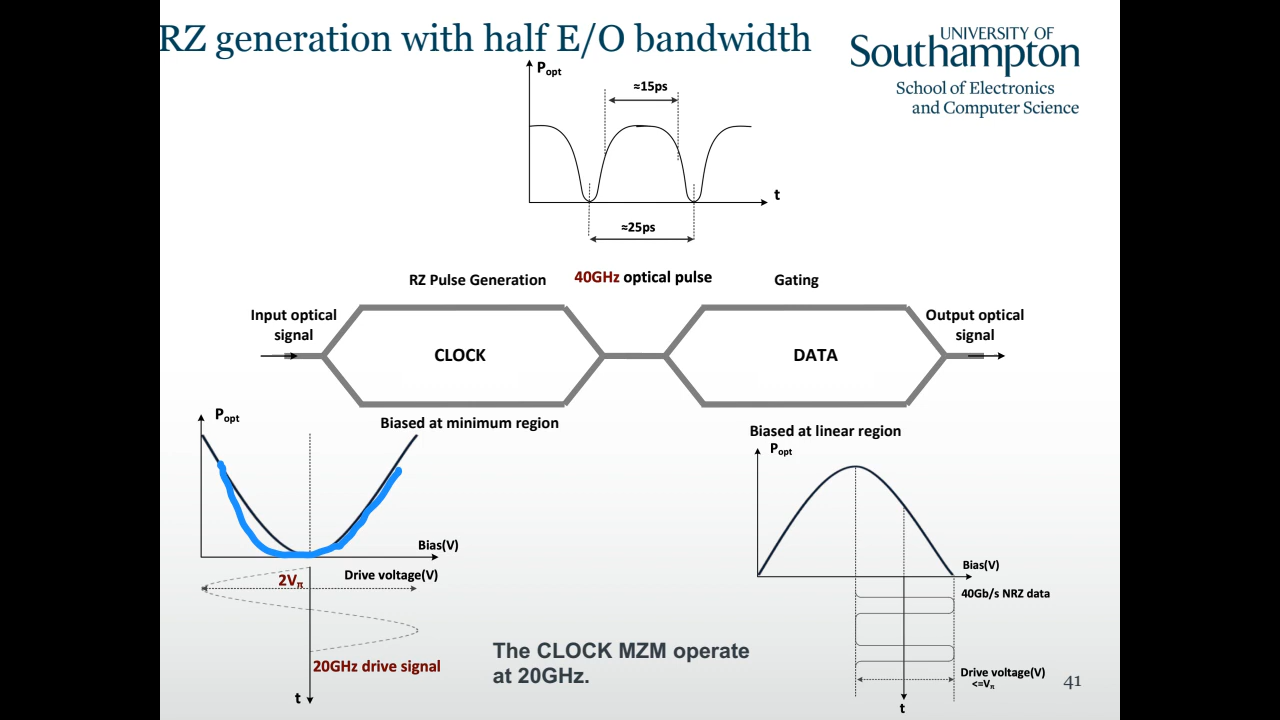 RZ generation with half E/O bandwidth
UNIVERSITY OF
Southampton
School of Electronics
and Computer Science
Popt
≈15ps
t
≈25ps
RZ Pulse Generation
40GHz optical pulse
Gating
Input optical
signal
CLOCK
DATA
Output optical
signal
Popt
Biased at minimum region
Bias(V)
2Vπ
Drive voltage(V)
20GHz drive signal
t
The CLOCK MZM operate
at 20GHz.
Biased at linear region
Popt
Bias(V)
40Gb/s NRZ data
Drive voltage(V)
<=Vπ
t
41